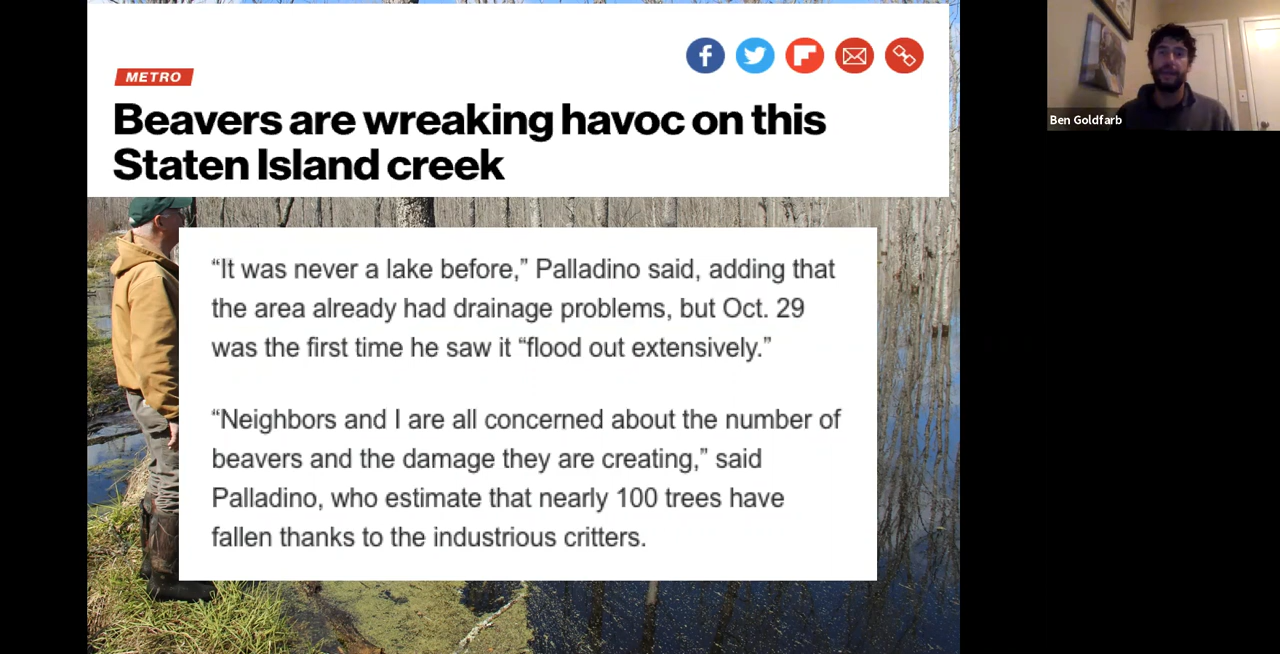 METRO
Beavers are wreaking havoc on this
Staten Island creek
“It was never a lake before,” Palladino said, adding that
the area already had drainage problems, but Oct. 29
was the first time he saw it “flood out extensively.”
“Neighbors and I are all concerned about the number of
beavers and the damage they are creating,” said
Palladino, who estimate that nearly 100 trees have
fallen thanks to the industrious critters.
Ben Goldfarb